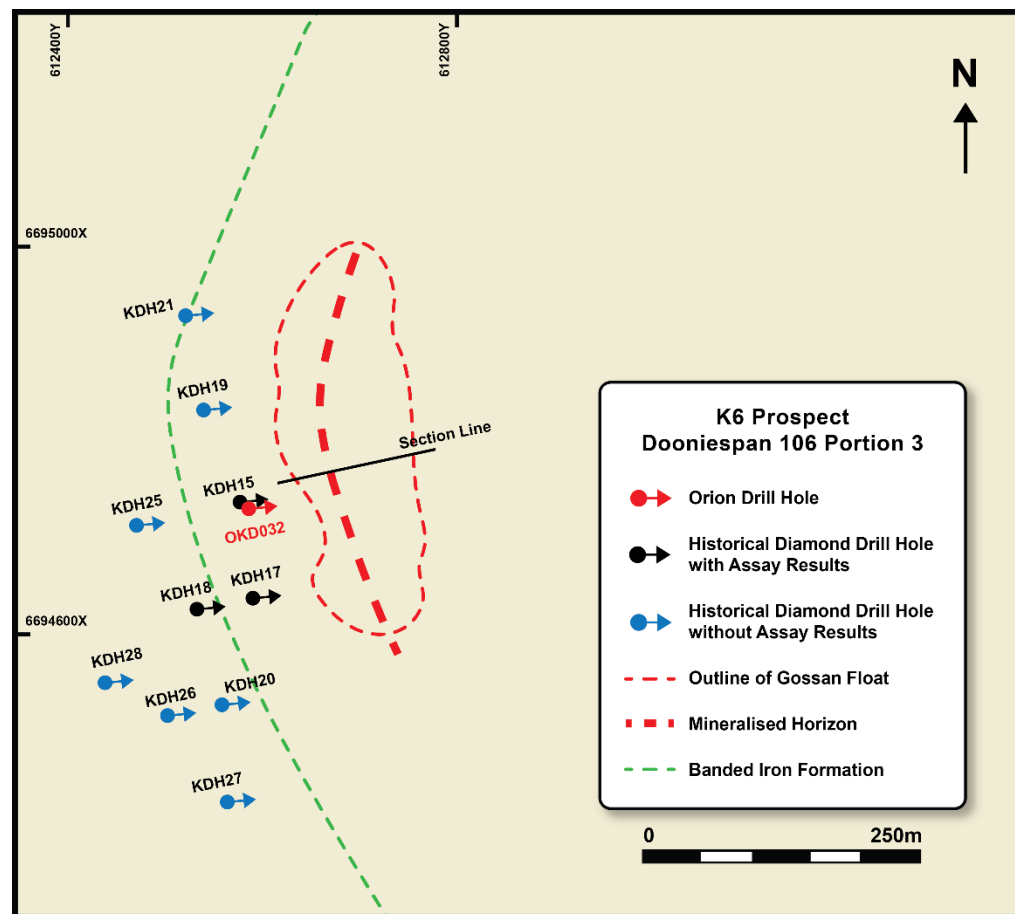 612400Y
612800Y
N
6695000X
KDH21
KDH19
Section Line
KDH15
KDH25
OKD032
KDH17
KDH18
6694600X
KDH28
KDH20
KDH26
KDH27
K6 Prospect
Dooniespan 106 Portion 3
Orion Drill Hole
Historical Diamond Drill Hole
with Assay Results
Historical Diamond Drill Hole
without Assay Results
Outline of Gossan Float
Mineralised Horizon
Banded Iron Formation
0 250m